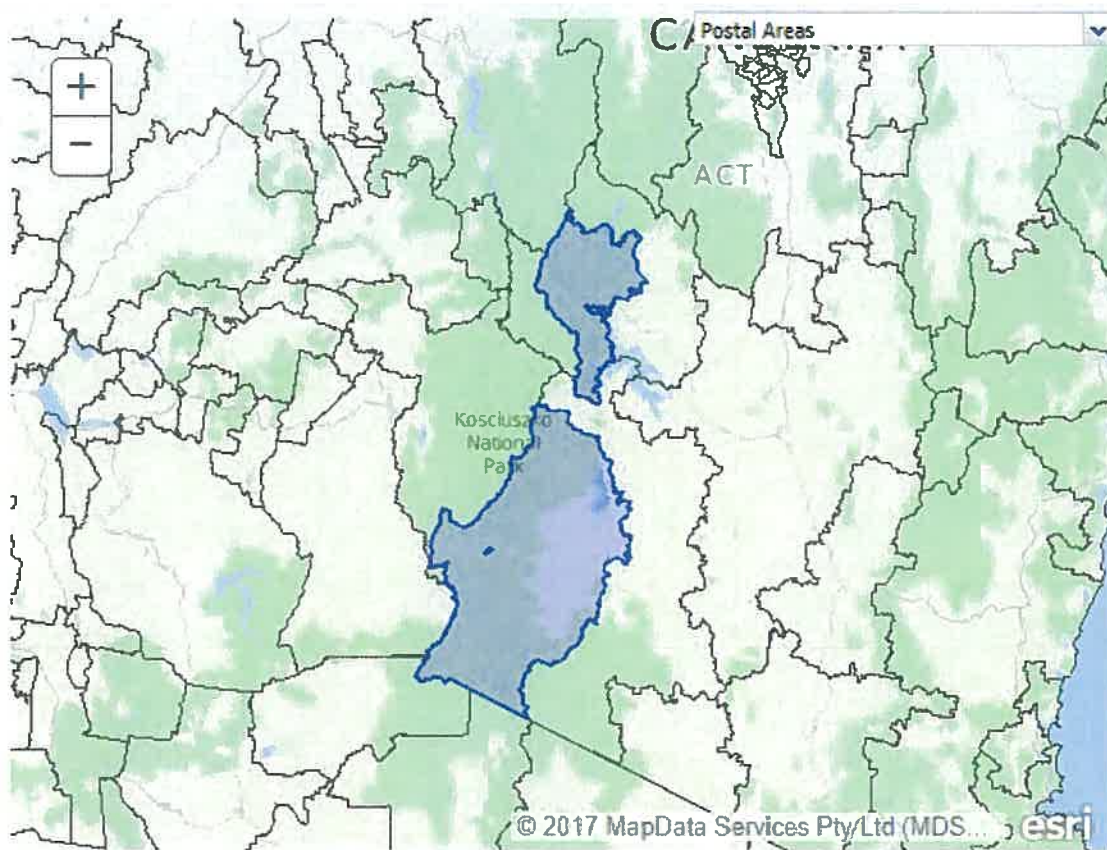 Postal Areas
+
−
ACT
Kosciuszko
National
Park
© 2017 MapData Services Pty Ltd (MDS...
esri